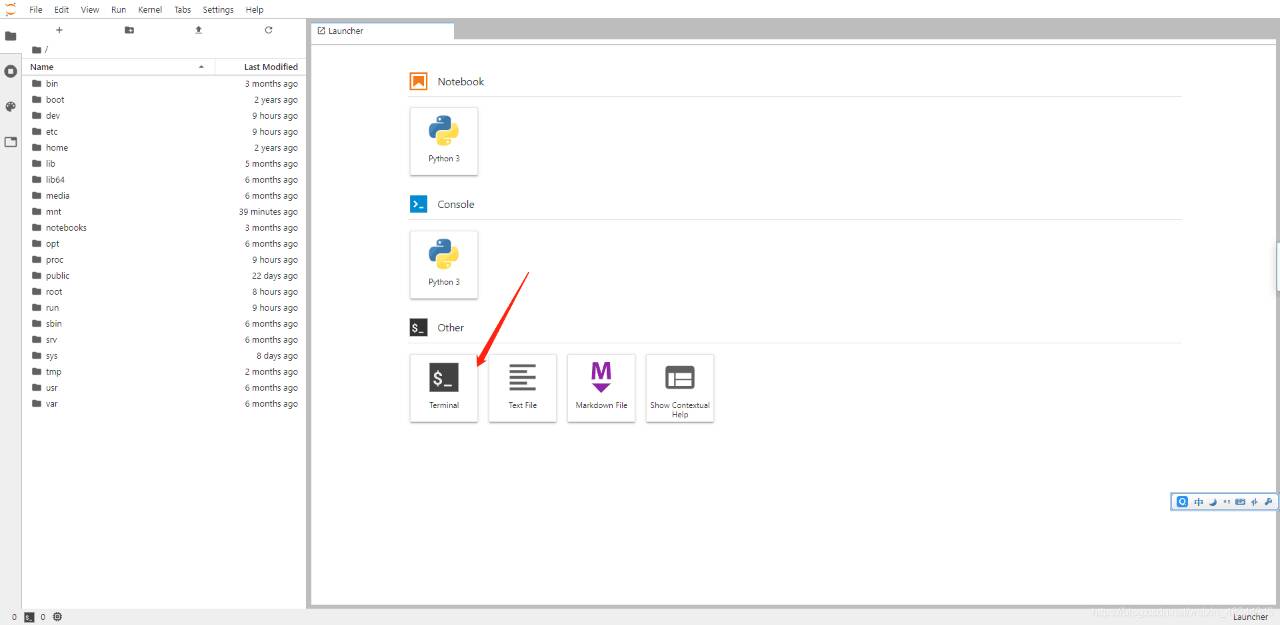 File Edit View Run Kernel Tabs Settings Help
Launcher
/
Name Last Modified
bin 3 months ago
boot 2 years ago
dev 9 hours ago
etc 9 hours ago
home 2 years ago
lib 5 months ago
lib64 6 months ago
media 6 months ago
mnt 39 minutes ago
notebooks 3 months ago
opt 6 months ago
proc 9 hours ago
public 22 days ago
root 8 hours ago
run 9 hours ago
sbin 6 months ago
srv 6 months ago
sys 8 days ago
tmp 2 months ago
usr 6 months ago
var 6 months ago
Notebook
Python 3
>_ Console
Python 3
$_ Other
$_
Terminal
Text File
M
Markdown File
Show Contextual
Help
中
0 $_ 0
Launcher